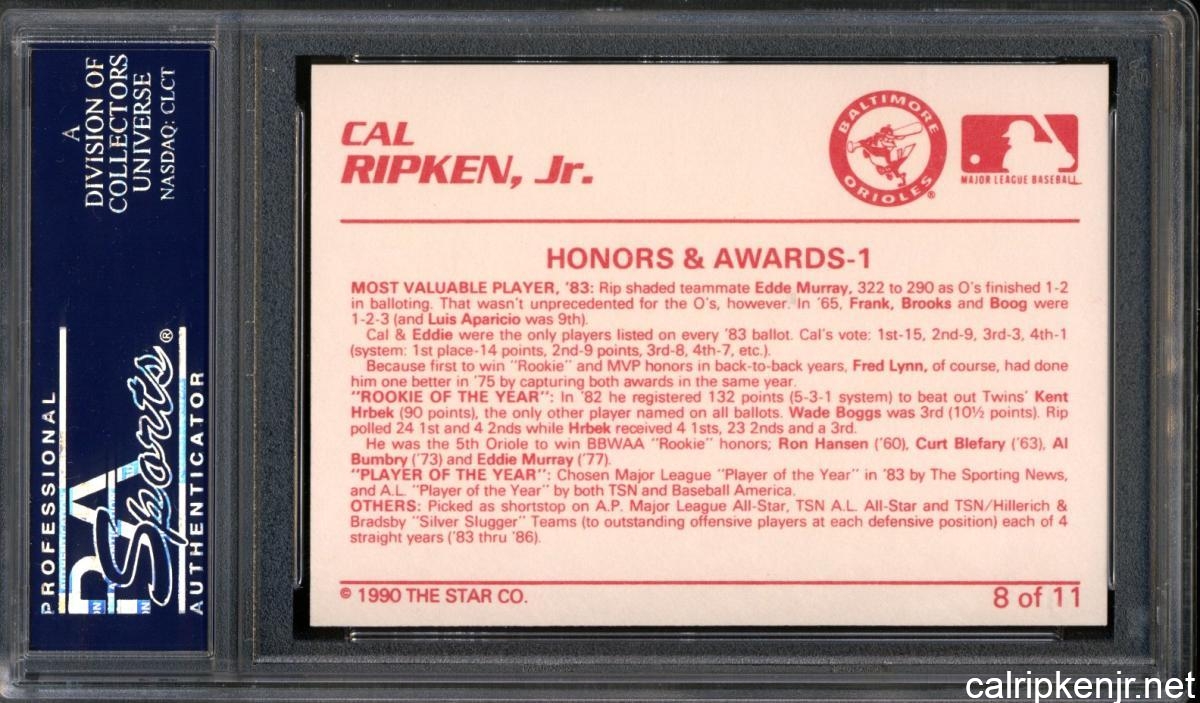 A
DIVISION OF
COLLECTORS
UNIVERSE
NASDAQ: CLCT
PROFESSIONAL
PSA
Sports®
AUTHENTICATOR
CAL
RIPKEN, Jr.
BALTIMORE
ORIOLES ®
MAJOR LEAGUE BASEBALL
HONORS & AWARDS-1
MOST VALUABLE PLAYER, '83: Rip shaded teammate Edde Murray, 322 to 290 as O's finished 1-2
in balloting. That wasn't unprecedented for the O's, however. In '65, Frank, Brooks and Boog were
1-2-3 (and Luis Aparicio was 9th).
Cal & Eddie were the only players listed on every '83 ballot. Cal's vote: 1st-15, 2nd-9, 3rd-3, 4th-1
(system: 1st place-14 points, 2nd-9 points, 3rd-8, 4th-7, etc.).
Because first to win "Rookie" and MVP honors in back-to-back years, Fred Lynn, of course, had done
him one better in '75 by capturing both awards in the same year.
"ROOKIE OF THE YEAR": In '82 he registered 132 points (5-3-1 system) to beat out Twins' Kent
Hrbek (90 points), the only other player named on all ballots. Wade Boggs was 3rd (10½ points). Rip
polled 24 1st and 4 2nds while Hrbek received 4 1sts, 23 2nds and a 3rd.
He was the 5th Oriole to win BBWAA "Rookie" honors; Ron Hansen ('60), Curt Blefary ('63), Al
Bumbry ('73) and Eddie Murray ('77).
"PLAYER OF THE YEAR": Chosen Major League "Player of the Year" in '83 by The Sporting News,
and A.L. "Player of the Year" by both TSN and Baseball America.
OTHERS: Picked as shortstop on A.P. Major League All-Star, TSN A.L. All-Star and TSN/Hillerich &
Bradsby "Silver Slugger" Teams (to outstanding offensive players at each defensive position) each of 4
straight years ('83 thru '86).
© 1990 THE STAR CO.
8 of 11
calripkenjr.net